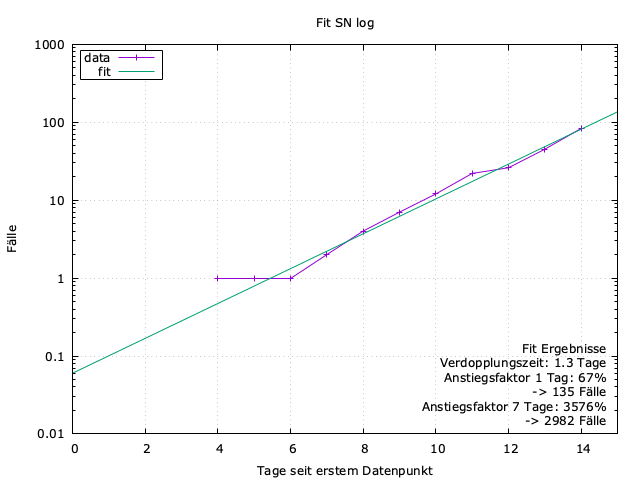 Fit SN log
1000
100
10
1
0.1
0.01
data
fit
Fälle
Fit Ergebnisse
Verdopplungszeit: 1.3 Tage
Anstiegsfaktor 1 Tag: 67%
-> 135 Fälle
Anstiegsfaktor 7 Tage: 3576%
-> 2982 Fälle
0 2 4 6 8 10 12 14
Tage seit erstem Datenpunkt